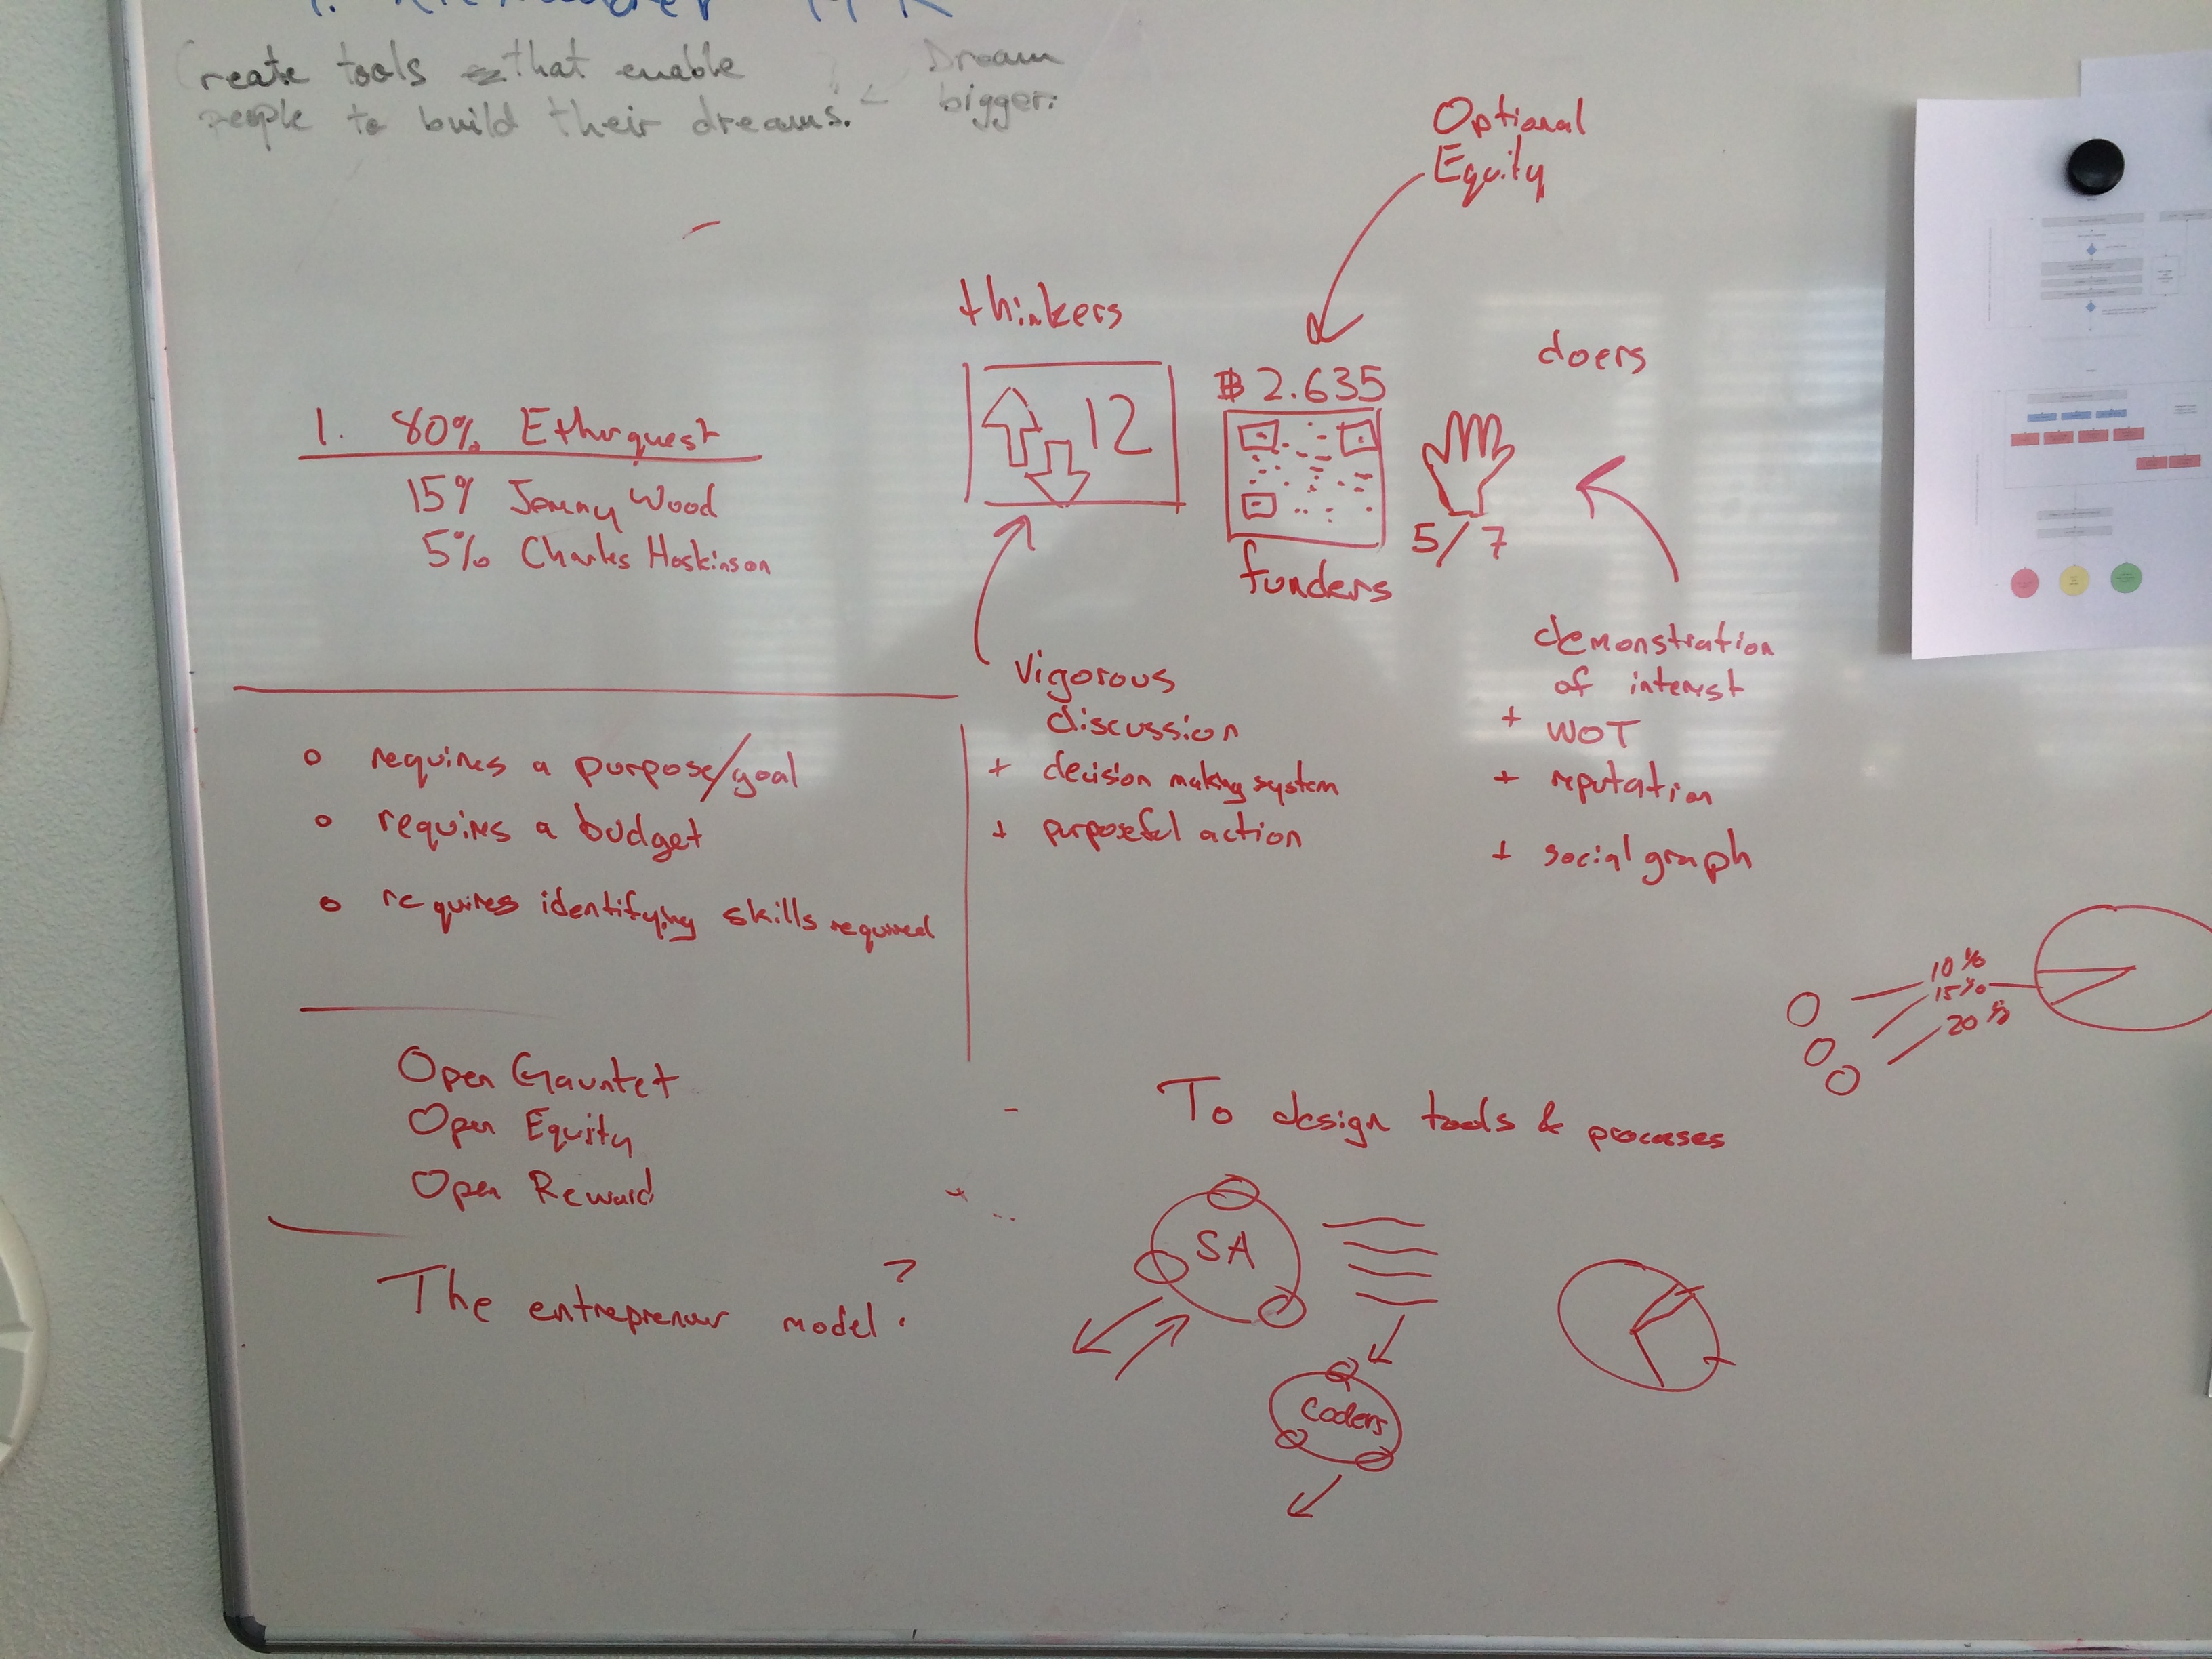 Create tools that enable
people to build their dreams.
Dream
bigger.
Optional
Equity
thinkers
12
฿ 2.635
funders
doers
5/7
1. 80% Etherquest
15% Jemmy Wood
5% Charles Hoskinson
Vigorous
discussion
+ decision making system
+ purposeful action
demonstration
of interest
+ WOT
+ reputation
+ social graph
o requires a purpose/goal
o requires a budget
o requires identifying skills required
10%
15%
20%
Open Gauntlet
Open Equity
Open Reward
The entreprenuer model?
To design tools & processes
SA
Coders